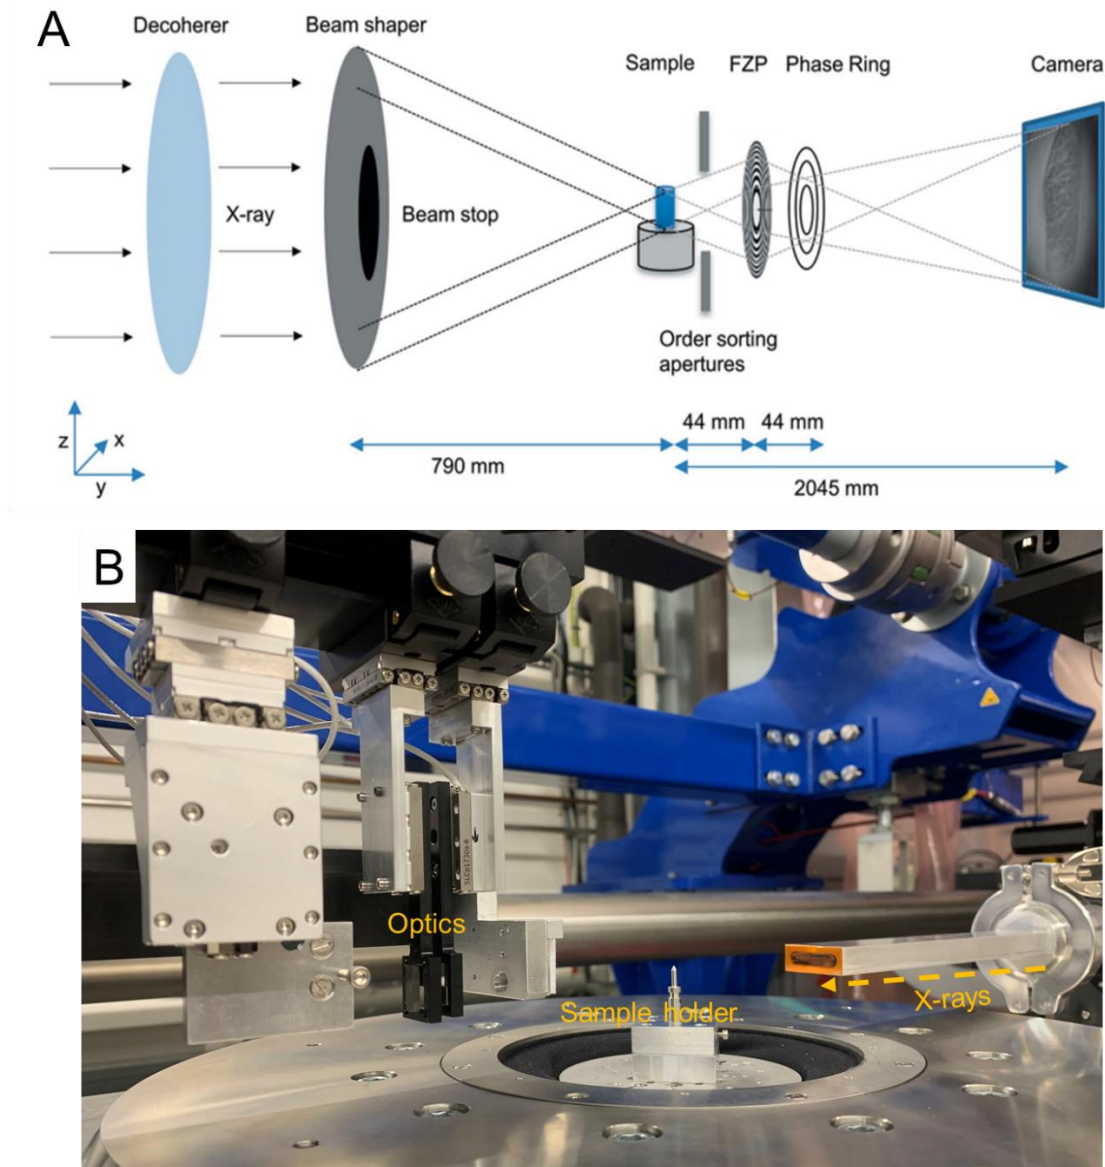 A
Decoherer
Beam shaper
Sample
FZP
Phase Ring
Camera
X-ray
Beam stop
Order sorting
apertures
z
x
y
44 mm
44 mm
790 mm
2045 mm
B
Optics
Sample holder
X-rays